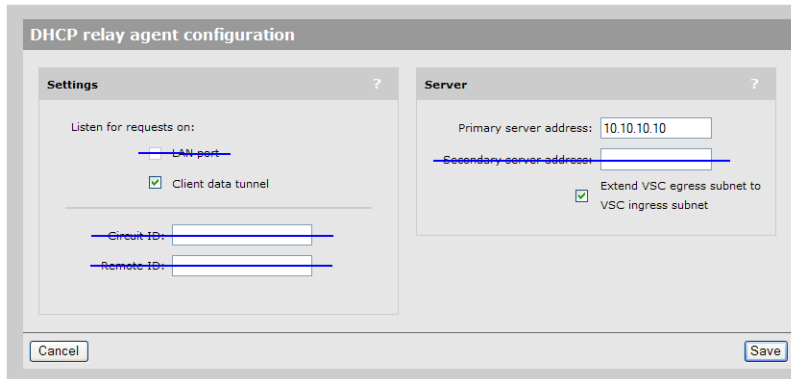 DHCP relay agent configuration
Settings ?
Listen for requests on:
LAN port
Client data tunnel
Circuit ID:
Remote ID:
Server ?
Primary server address: 10.10.10.10
Secondary server address:
Extend VSC egress subnet to
VSC ingress subnet
Cancel
Save